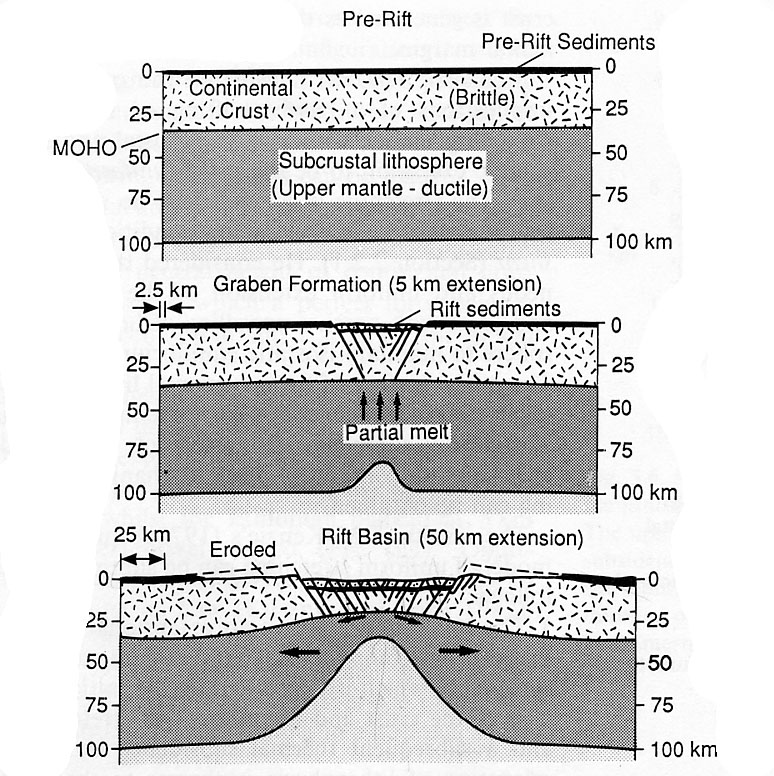 Pre-Rift
Pre-Rift Sediments
0
0
Continental
Crust
(Brittle)
25
25
MOHO
50
50
Subcrustal lithosphere
(Upper mantle - ductile)
75
75
100
100 km
2.5 km
Graben Formation (5 km extension)
Rift sediments
0
0
25
25
50
50
Partial melt
75
75
100
100 km
25 km
Rift Basin (50 km extension)
Eroded
0
0
25
25
50
50
75
75
100
100 km